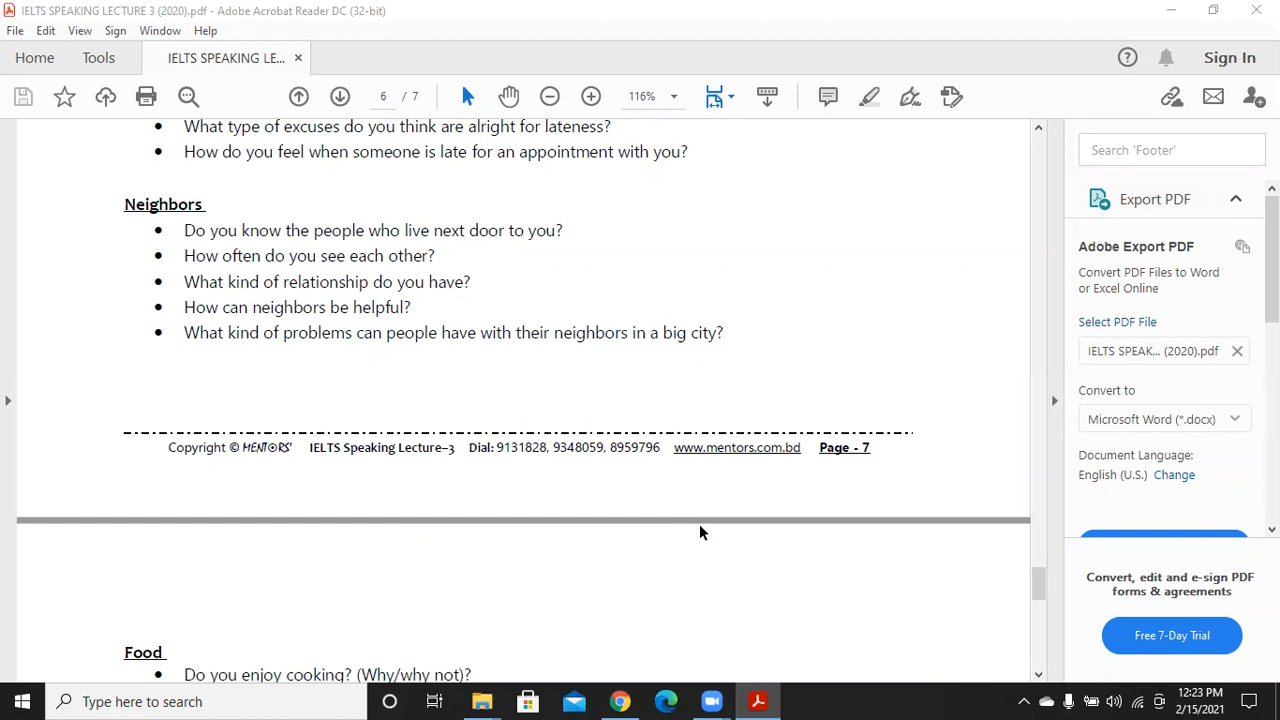 IELTS SPEAKING LECTURE 3 (2020).pdf - Adobe Acrobat Reader DC (32-bit)
File Edit View Sign Window Help
Home Tools IELTS SPEAKING LE... Sign In
6 / 7 116%
• What type of excuses do you think are alright for lateness?
• How do you feel when someone is late for an appointment with you?
Neighbors
• Do you know the people who live next door to you?
• How often do you see each other?
• What kind of relationship do you have?
• How can neighbors be helpful?
• What kind of problems can people have with their neighbors in a big city?
Copyright © MENTORS' IELTS Speaking Lecture–3 Dial: 9131828, 9348059, 8959796 www.mentors.com.bd Page - 7
Food
• Do you enjoy cooking? (Why/why not)?
Search 'Footer'
Export PDF
Adobe Export PDF
Convert PDF Files to Word
or Excel Online
Select PDF File
IELTS SPEAK... (2020).pdf
Convert to
Microsoft Word (*.docx)
Document Language:
English (U.S.) Change
Convert, edit and e-sign PDF
forms & agreements
Free 7-Day Trial
Type here to search
12:23 PM
2/15/2021